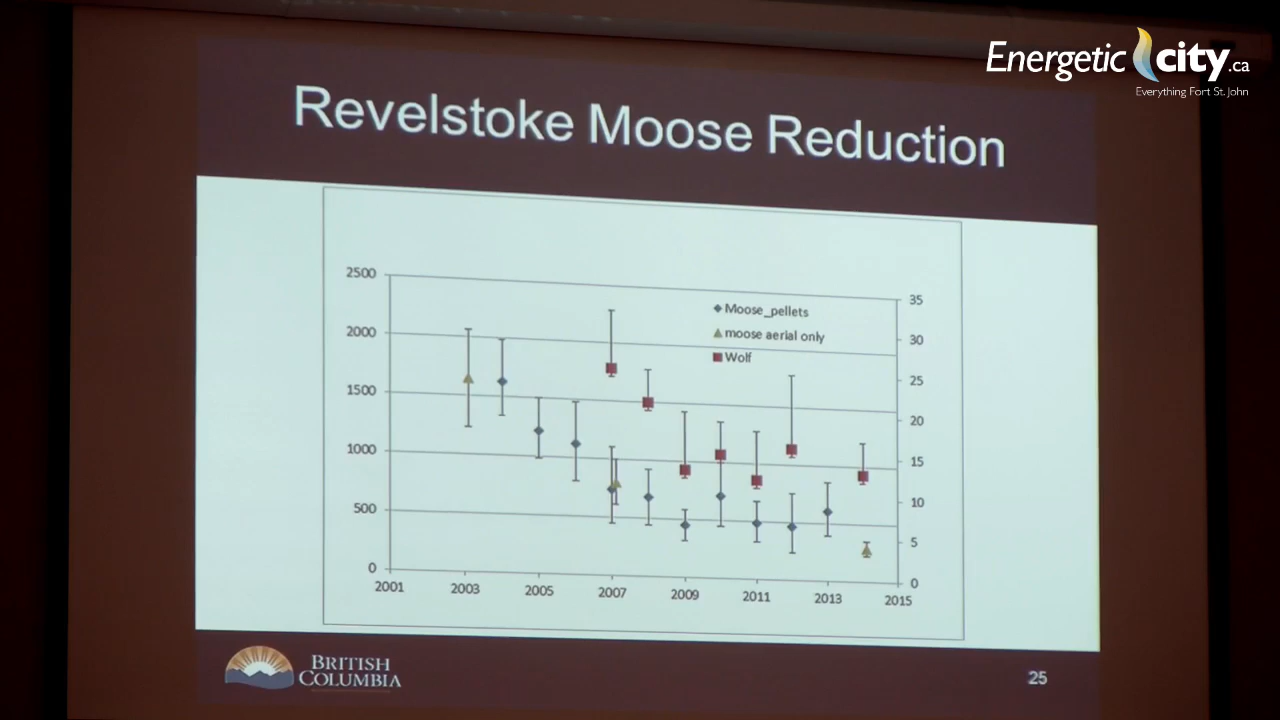 Energetic city.ca
Everything Fort St. John
Revelstoke Moose Reduction
2500
2000
1500
1000
500
0
35
30
25
20
15
10
5
0
Moose_pellets
moose aerial only
Wolf
2001 2003 2005 2007 2009 2011 2013 2015
BRITISH
COLUMBIA
25